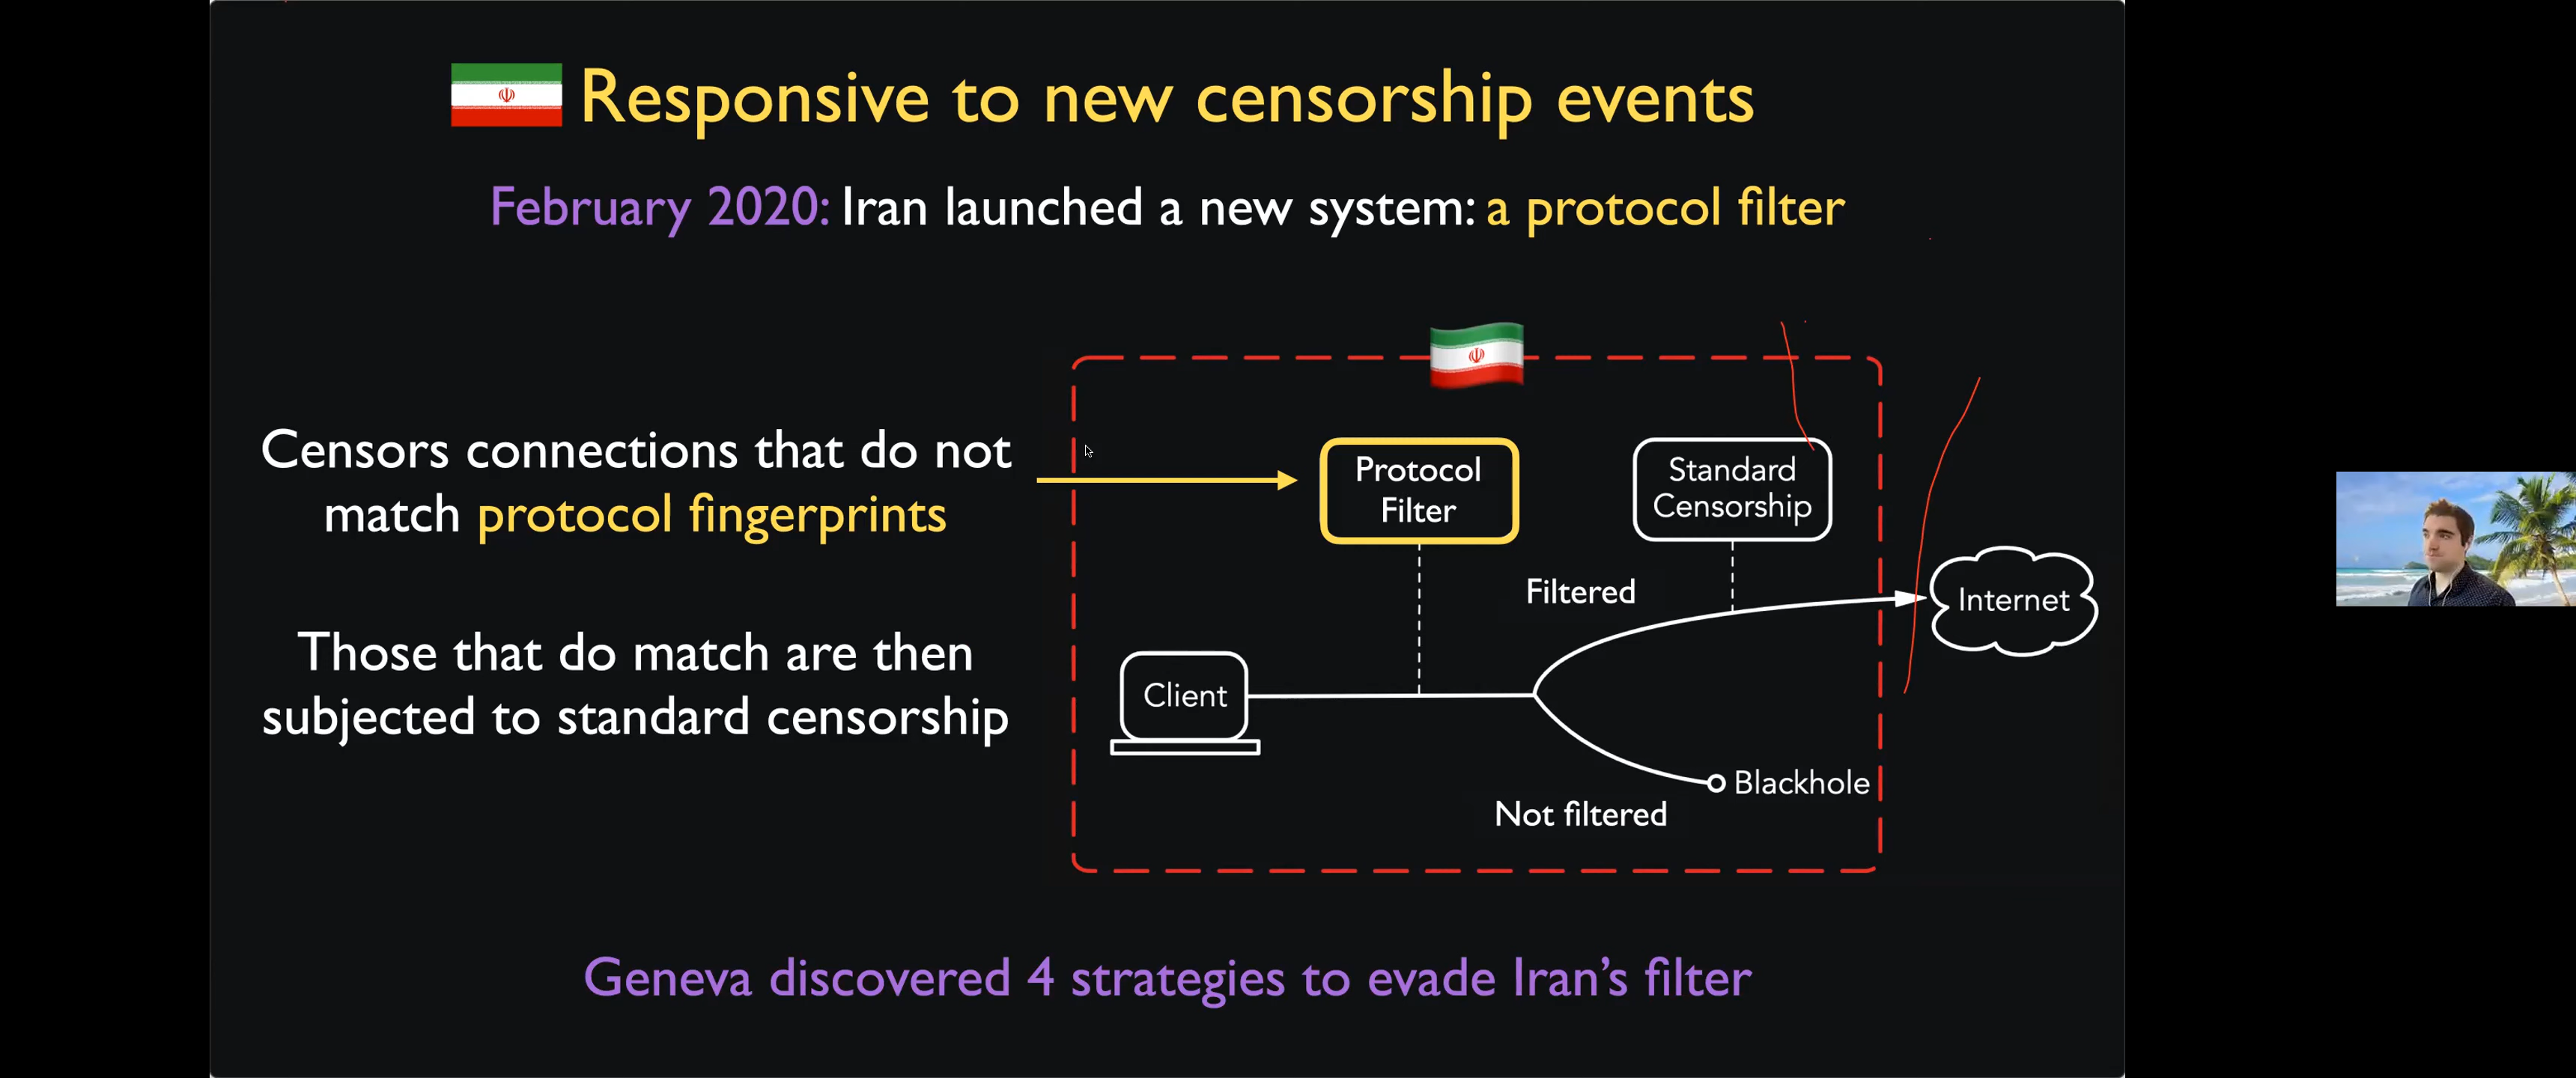 Responsive to new censorship events
February 2020: Iran launched a new system: a protocol filter
Censors connections that do not
match protocol fingerprints
Those that do match are then
subjected to standard censorship
Protocol
Filter
Standard
Censorship
Filtered
Internet
Client
Blackhole
Not filtered
Geneva discovered 4 strategies to evade Iran's filter